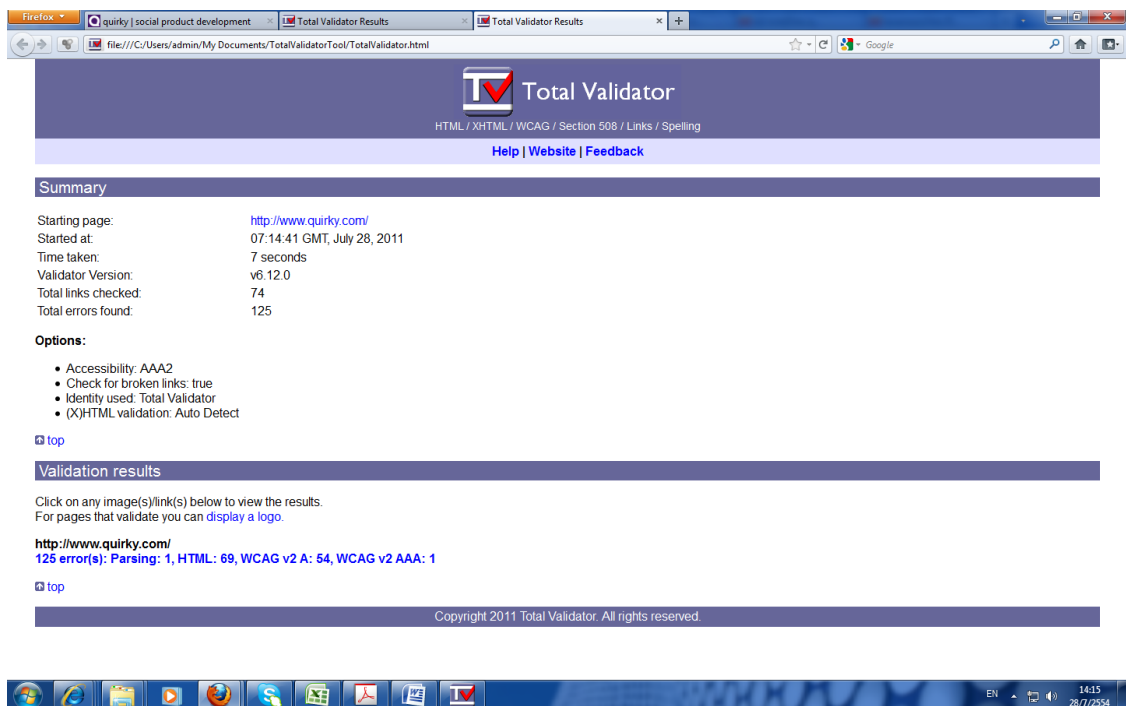 Firefox
quirky | social product development
Total Validator Results
Total Validator Results
file:///C:/Users/admin/My Documents/TotalValidatorTool/TotalValidator.html
Google
TV Total Validator
HTML / XHTML / WCAG / Section 508 / Links / Spelling
Help | Website | Feedback
Summary
Starting page: http://www.quirky.com/
Started at: 07:14:41 GMT, July 28, 2011
Time taken: 7 seconds
Validator Version: v6.12.0
Total links checked: 74
Total errors found: 125
Options:
• Accessibility: AAA2
• Check for broken links: true
• Identity used: Total Validator
• (X)HTML validation: Auto Detect
top
Validation results
Click on any image(s)/link(s) below to view the results.
For pages that validate you can display a logo.
http://www.quirky.com/
125 error(s): Parsing: 1, HTML: 69, WCAG v2 A: 54, WCAG v2 AAA: 1
top
Copyright 2011 Total Validator. All rights reserved.
EN
14:15
28/7/2554